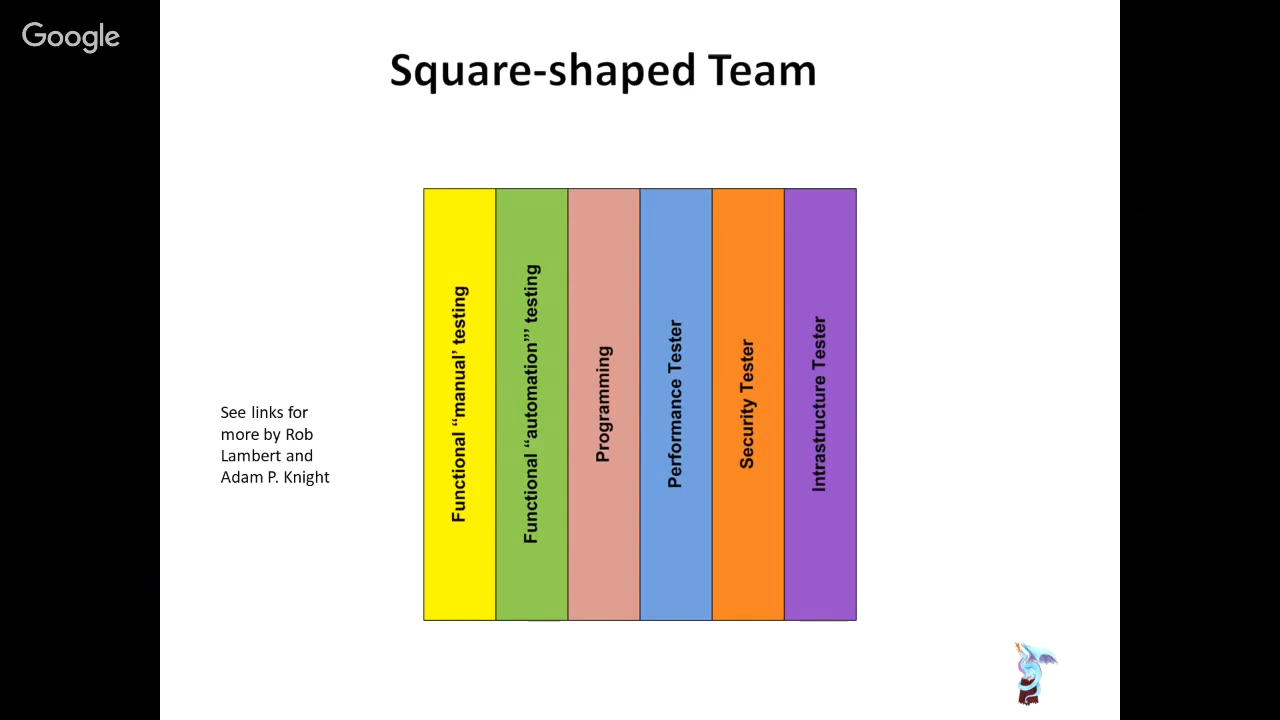 Google
Square-shaped Team
Functional “manual’ testing
Functional “automation”’ testing
Programming
Performance Tester
Security Tester
Intrastructure Tester
See links for
more by Rob
Lambert and
Adam P. Knight